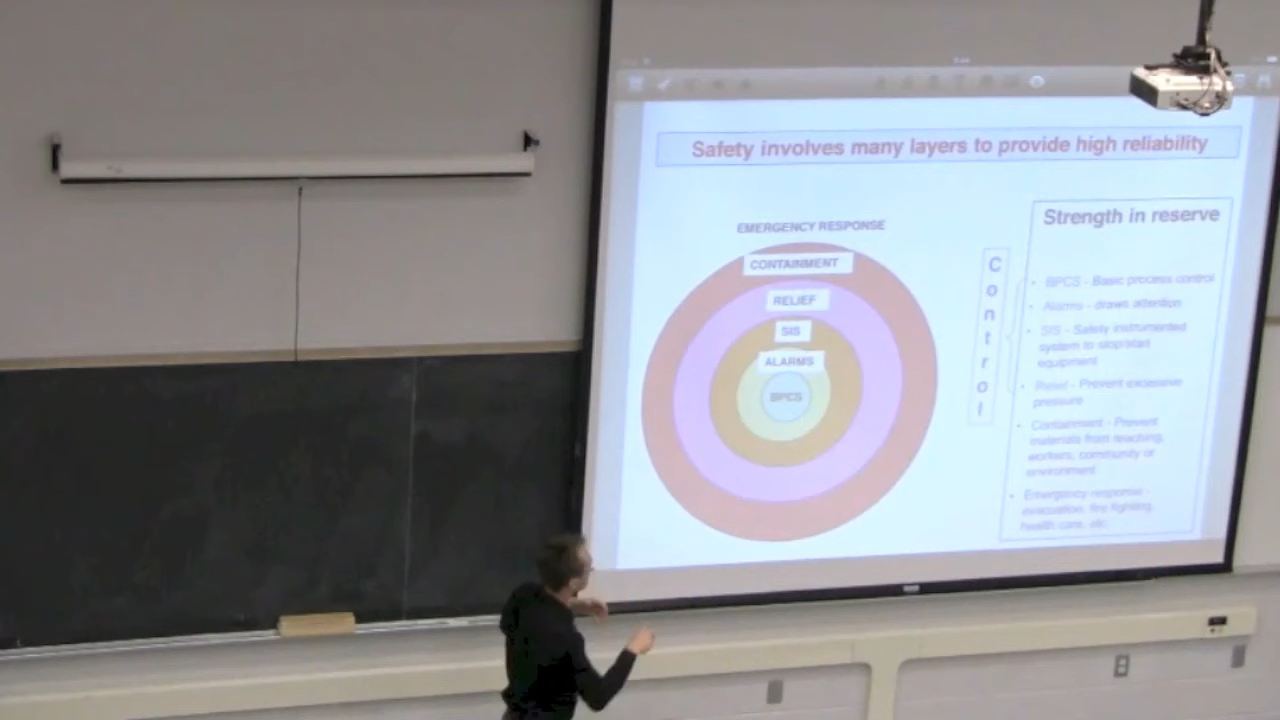 Safety involves many layers to provide high reliability
EMERGENCY RESPONSE
CONTAINMENT
RELIEF
SIS
ALARMS
BPCS
Control
Strength in reserve
• BPCS - Basic process control
• Alarms - draws attention
• SIS - Safety instrumented
system to stop/start
equipment
• Relief - Prevent excessive
pressure
• Containment - Prevent
materials from reaching,
workers, community or
environment
• Emergency response -
evacuation, fire fighting,
health care, etc